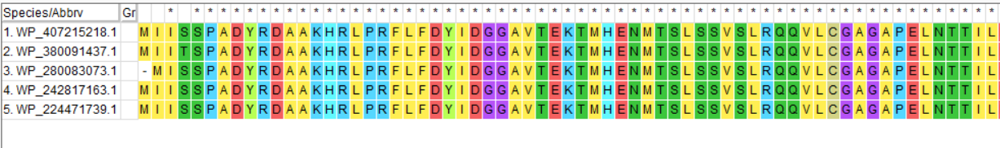 Species/Abbrv Gr * * * * * * * * * * * * * * * * * * * * * * * * * * * * * * * * * * * * * * * * * * * * * * * * * * * * * * * * * * * * * *
1. WP_407215218.1 M I I S S P A D Y R D A A K H R L P R F L F D Y I D G G A V T E K T M H E N M T S L S S V S L R Q Q V L C G A G A P E L N T T I L
2. WP_380091437.1 M I I T S P A D Y R D A A K H R L P R F L F D Y I D G G A V T E K T M H E N M T S L S S V S L R Q Q V L C G A G A P E L N T T I L
3. WP_280083073.1 - M I S S P A D Y R D A A K H R L P R F L F D Y I D G G A V T E K T M H E N M T S L S S V S L R Q Q V L C G A G A P E L N T T I L
4. WP_242817163.1 M I I S S P A D Y R D A A K H R L P R F L F D Y I D G G A V T E K T M H E N M T S L S S V S L R Q Q V L C G A G A P E L N T T I L
5. WP_224471739.1 M I I S S P A D Y R D A A K H R L P R F L F D Y I D G G A V T E K T M H E N M T S L S S V S L R Q Q V L C G A G A P E L N T T I L